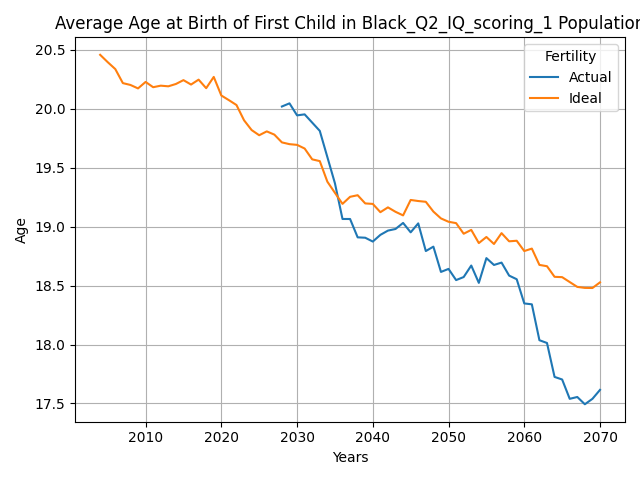 Average Age at Birth of First Child in Black_Q2_IQ_scoring_1 Population
Fertility
Actual
Ideal
Age
20.5
20.0
19.5
19.0
18.5
18.0
17.5
2010 2020 2030 2040 2050 2060 2070
Years